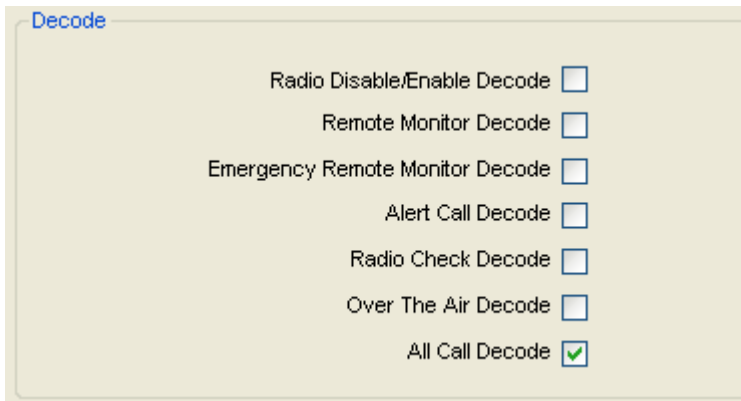 Decode
Radio Disable/Enable Decode
Remote Monitor Decode
Emergency Remote Monitor Decode
Alert Call Decode
Radio Check Decode
Over The Air Decode
All Call Decode